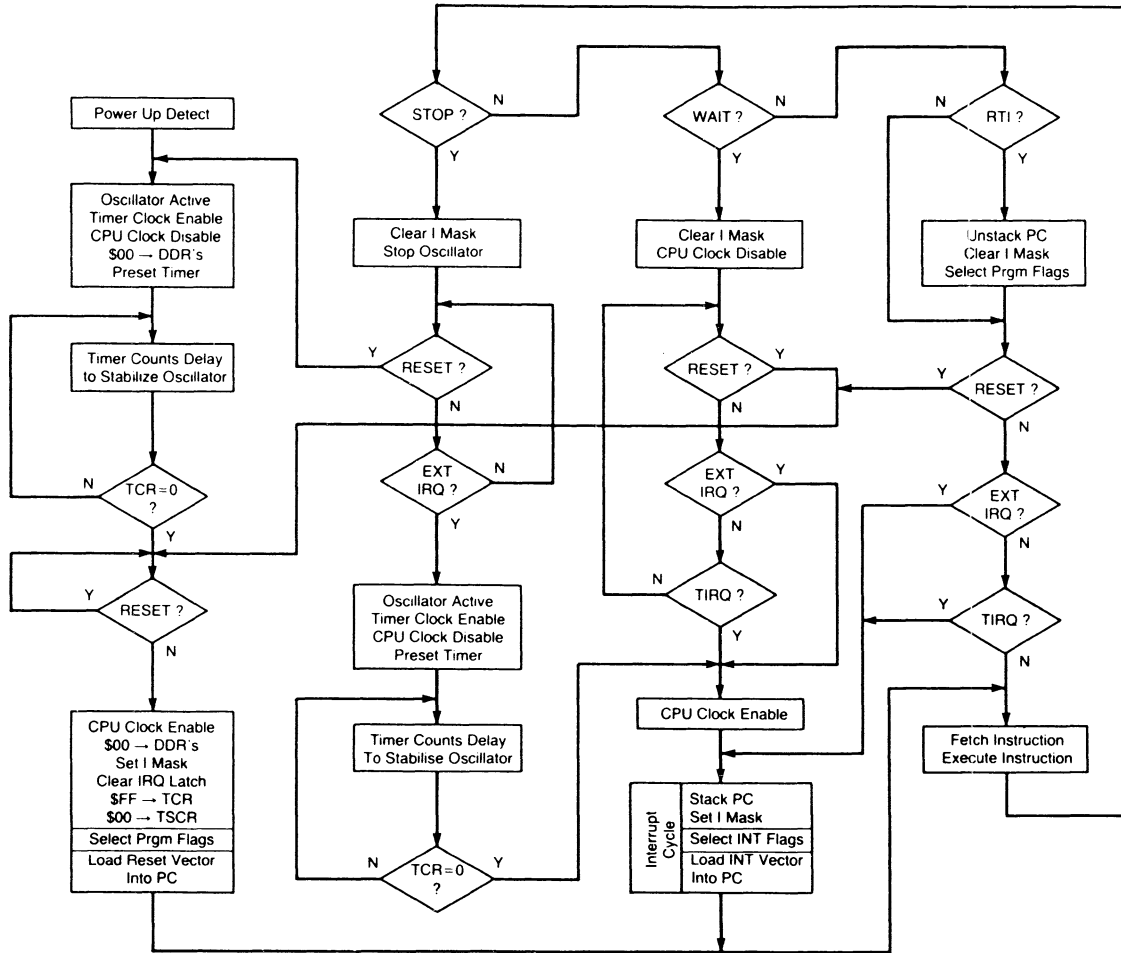 Power Up Detect
Oscillator Active
Timer Clock Enable
CPU Clock Disable
$00 → DDR's
Preset Timer
Timer Counts Delay
to Stabilize Oscillator
N
TCR=0
?
Y
Y
RESET ?
N
CPU Clock Enable
$00 → DDR's
Set I Mask
Clear IRQ Latch
$FF → TCR
$00 → TSCR
Select Prgm Flags
Load Reset Vector
Into PC
STOP ?
N
Y
Clear I Mask
Stop Oscillator
Y
RESET ?
N
EXT
IRQ ?
N
Y
Oscillator Active
Timer Clock Enable
CPU Clock Disable
Preset Timer
Timer Counts Delay
To Stabilise Oscillator
N
TCR=0
?
Y
WAIT ?
N
Y
Clear I Mask
CPU Clock Disable
RESET ?
Y
N
EXT
IRQ ?
Y
N
N
TIRQ ?
Y
CPU Clock Enable
Interrupt
Cycle
Stack PC
Set I Mask
Select INT Flags
Load INT Vector
Into PC
N
RTI ?
Y
Unstack PC
Clear I Mask
Select Prgm Flags
Y
RESET ?
N
Y
EXT
IRQ ?
N
Y
TIRQ ?
N
Fetch Instruction
Execute Instruction